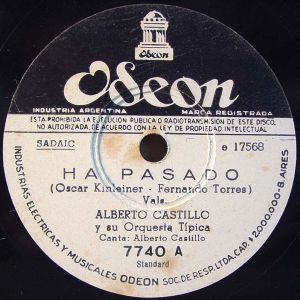 Odeon
Odeon
INDUSTRIA ARGENTINA
MARCA REGISTRADA
ESTA PROHIBIDA LA EJECUCION PUBLICA O RADIOTRANSMISION DE ESTE DISCO,
NO AUTORIZADAS, DE ACUERDO CON LA LEY DE PROPIEDAD INTELECTUAL
SADAIC
e 17568
HA PASADO
(Oscar Kinleiner - Fernando Torres)
Vals
ALBERTO CASTILLO
y su Orquesta Típica
Canta: Alberto Castillo
7740 A
Standard
INDUSTRIAS ELECTRICAS Y MUSICALES ODEON SOC. DE RESP. LTDA. CAP. $2.000.000-B. AIRES